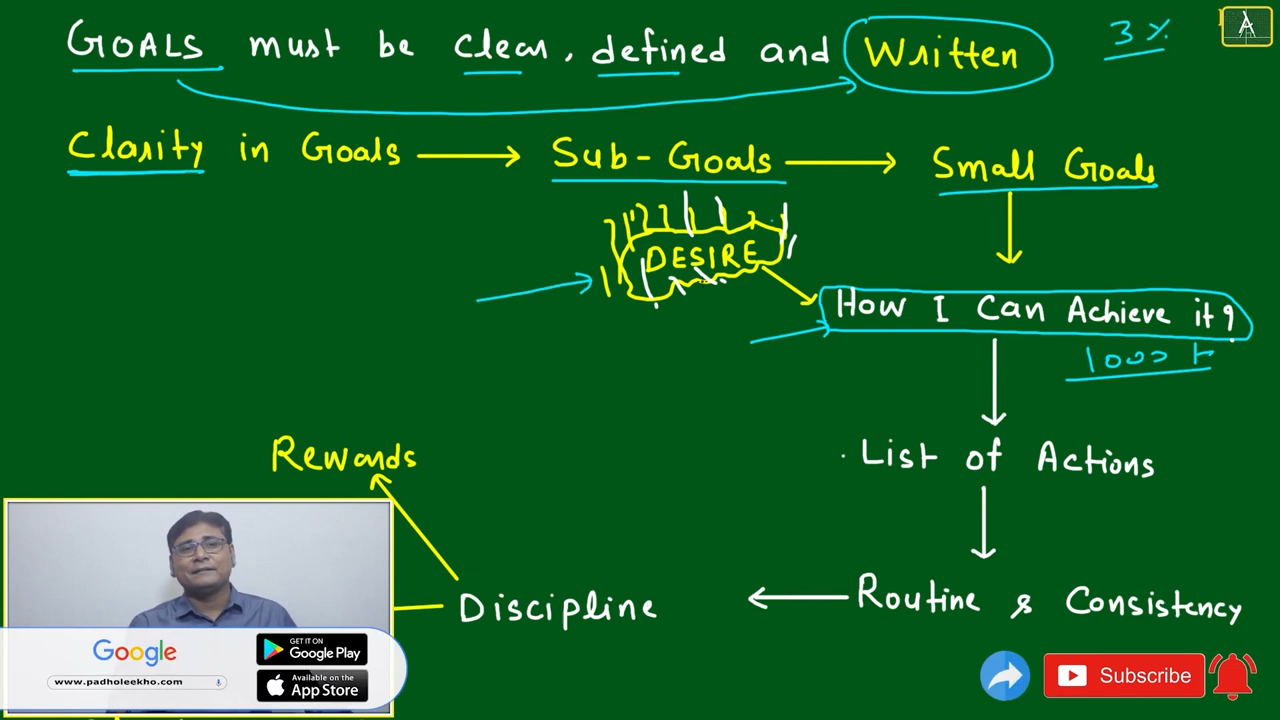 GOALS must be clear, defined and Written
3 %
Clarity in Goals → Sub-Goals → Small Goals
DESIRE
How I Can Achieve it?
1000 +
List of Actions
Rewards
Routine & Consistency
Discipline
Google
www.padholeekho.com
GET IT ON
Google Play
Available on the
App Store
Subscribe